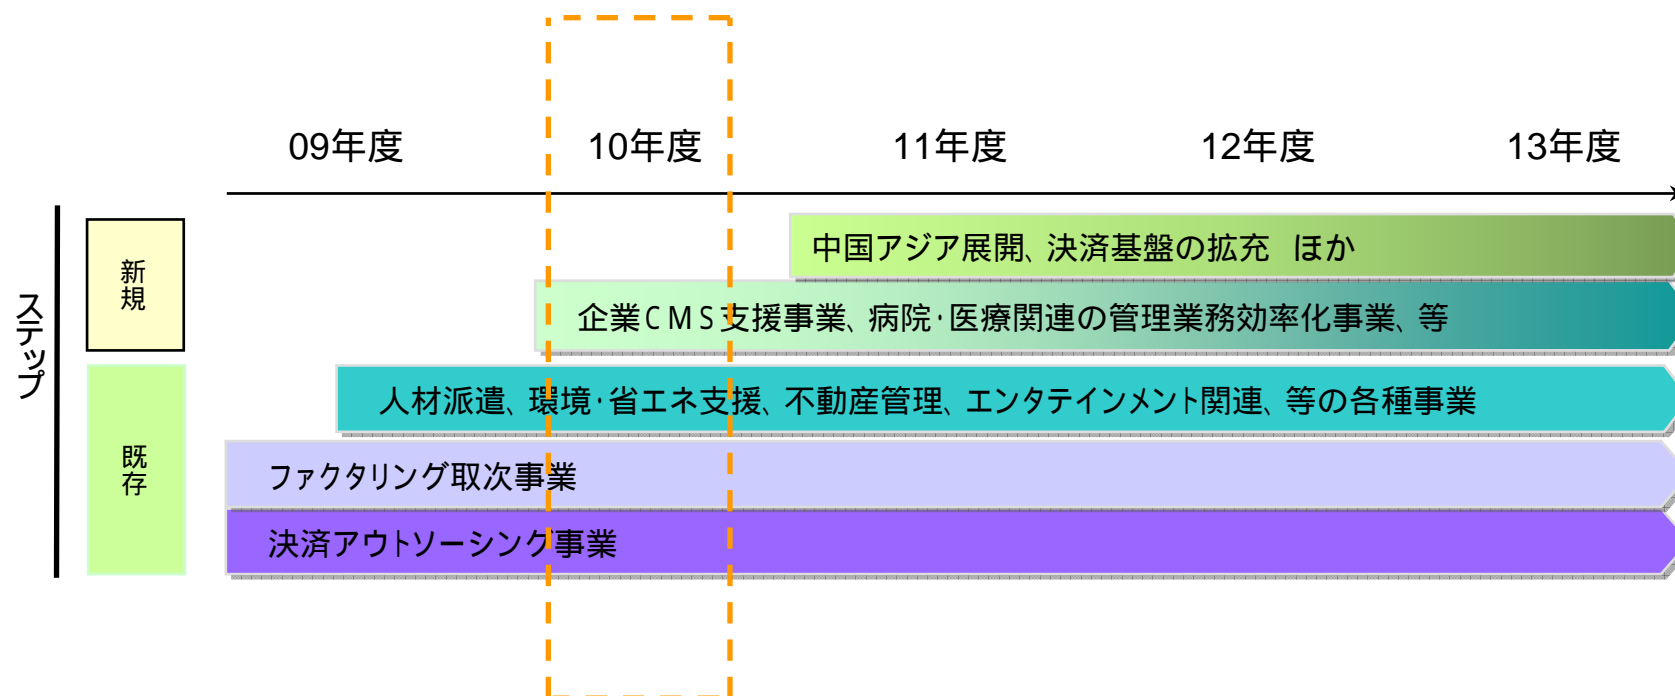 09年度 10年度 11年度 12年度 13年度
ステップ
新規
中国アジア展開、決済基盤の拡充　ほか
企業CMS支援事業、病院・医療関連の管理業務効率化事業、等
既存
人材派遣、環境・省エネ支援、不動産管理、エンタテインメント関連、等の各種事業
ファクタリング取次事業
決済アウトソーシング事業